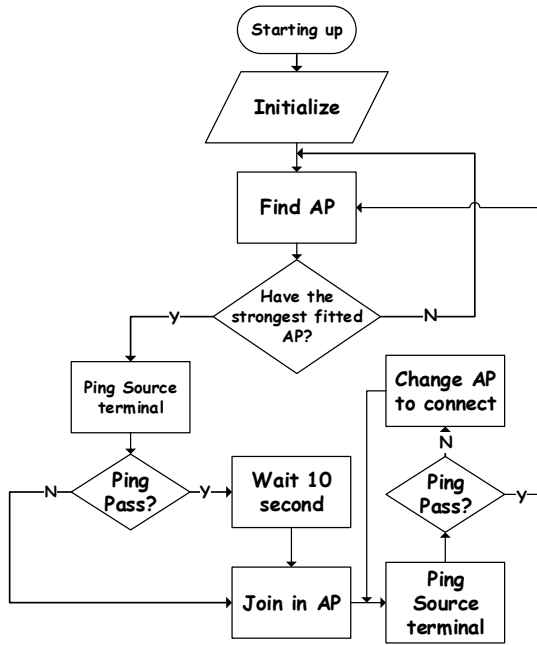 Starting up
Initialize
Find AP
Have the
strongest fitted
AP?
y
N
Ping Source
terminal
Change AP
to connect
N
Ping
Pass?
N
y
Wait 10
second
Ping
Pass?
y
Join in AP
Ping
Source
terminal